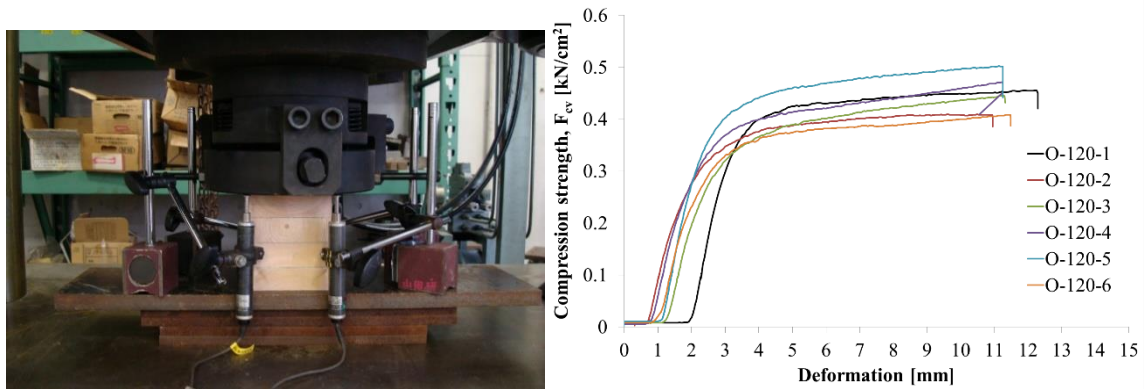 Compression strength, F_cv [kN/cm²]
0.6
0.5
0.4
0.3
0.2
0.1
0
O-120-1
O-120-2
O-120-3
O-120-4
O-120-5
O-120-6
0 1 2 3 4 5 6 7 8 9 10 11 12 13 14 15
Deformation [mm]